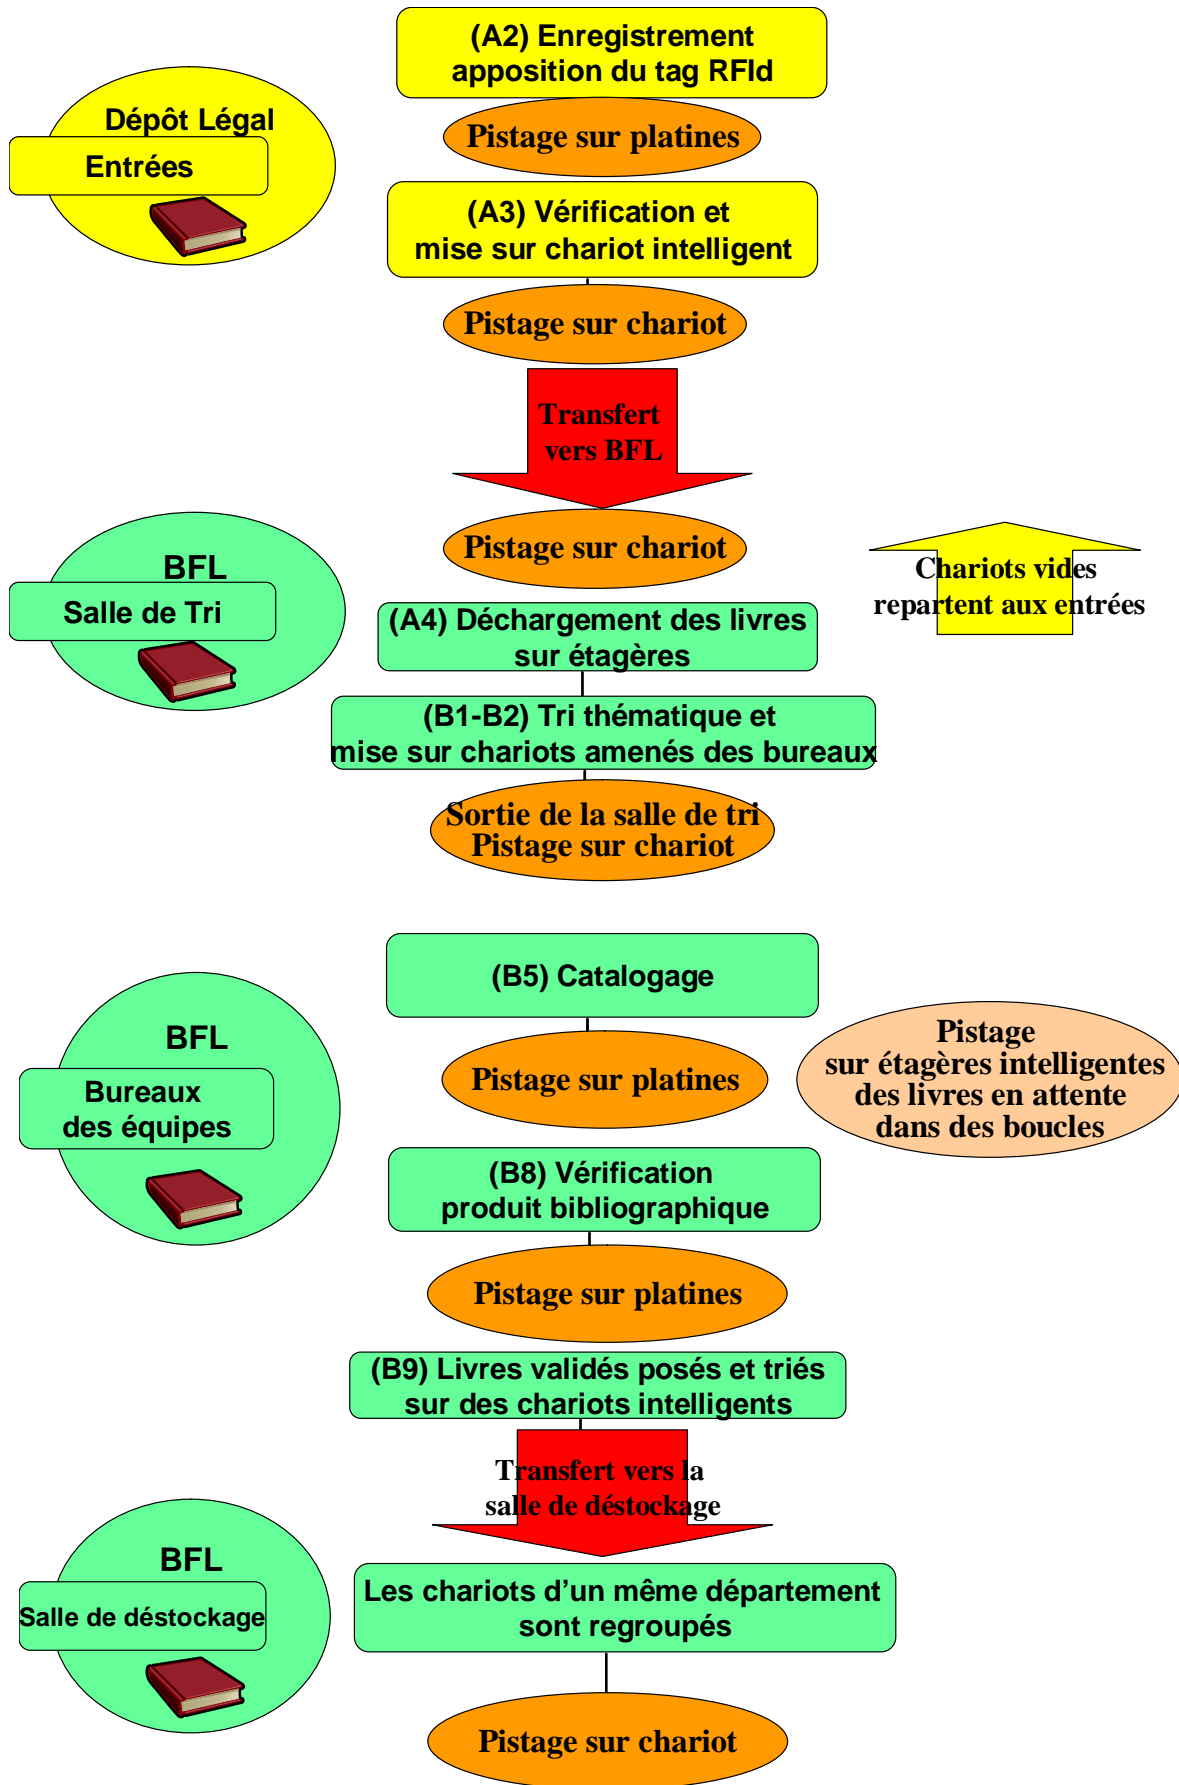 (A2) Enregistrement
apposition du tag RFId
Dépôt Légal
Entrées
Pistage sur platines
(A3) Vérification et
mise sur chariot intelligent
Pistage sur chariot
Transfert
vers BFL
Pistage sur chariot
Chariots vides
repartent aux entrées
BFL
Salle de Tri
(A4) Déchargement des livres
sur étagères
(B1-B2) Tri thématique et
mise sur chariots amenés des bureaux
Sortie de la salle de tri
Pistage sur chariot
(B5) Catalogage
BFL
Bureaux
des équipes
Pistage sur platines
Pistage
sur étagères intelligentes
des livres en attente
dans des boucles
(B8) Vérification
produit bibliographique
Pistage sur platines
(B9) Livres validés posés et triés
sur des chariots intelligents
Transfert vers la
salle de déstockage
BFL
Salle de déstockage
Les chariots d'un même département
sont regroupés
Pistage sur chariot